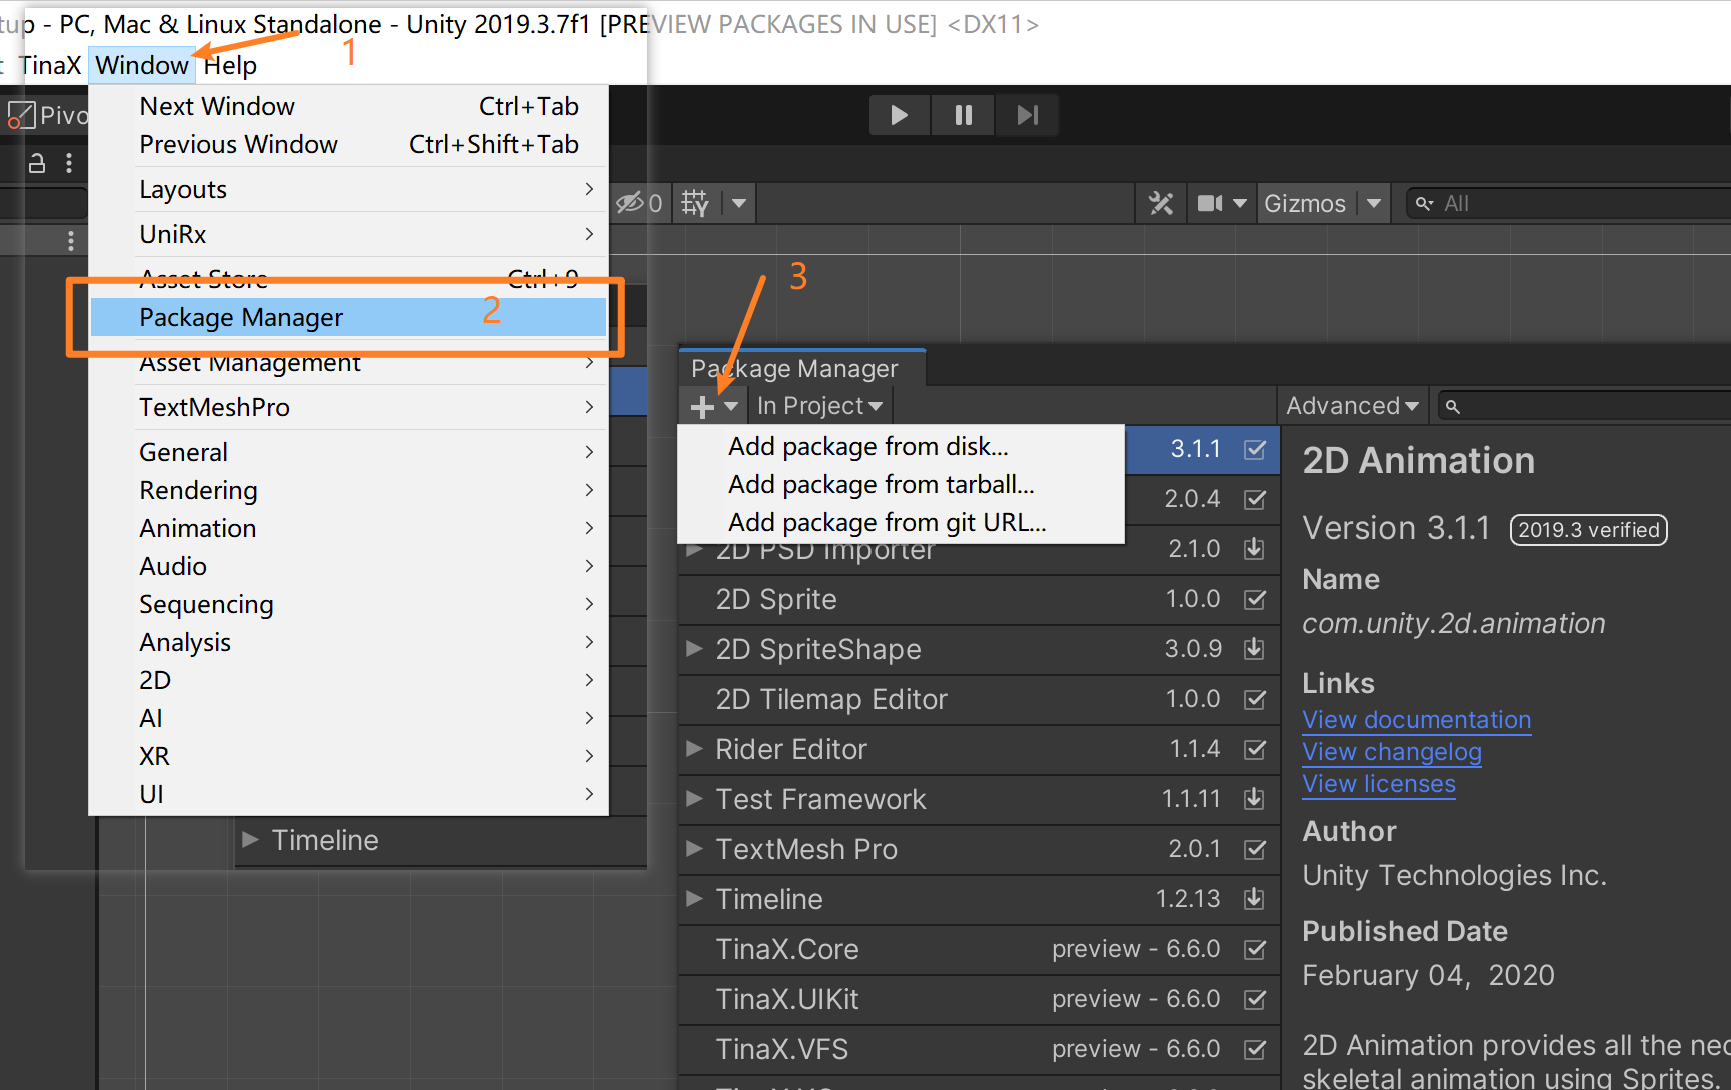 tup - PC, Mac & Linux Standalone - Unity 2019.3.7f1 [PREVIEW PACKAGES IN USE] <DX11>
t TinaX Window Help
1
Pivo
Next Window Ctrl+Tab
Previous Window Ctrl+Shift+Tab
Layouts
UniRx
Asset Store Ctrl+9
Package Manager 2
Asset Management
TextMeshPro
General
Rendering
Animation
Audio
Sequencing
Analysis
2D
AI
XR
UI
Timeline
0
Gizmos
All
3
Package Manager
+ In Project
Advanced
Add package from disk...
Add package from tarball...
Add package from git URL...
3.1.1
2.0.4
2D PSD Importer 2.1.0
2D Sprite 1.0.0
2D SpriteShape 3.0.9
2D Tilemap Editor 1.0.0
Rider Editor 1.1.4
Test Framework 1.1.11
TextMesh Pro 2.0.1
Timeline 1.2.13
TinaX.Core preview - 6.6.0
TinaX.UIKit preview - 6.6.0
TinaX.VFS preview - 6.6.0
2D Animation
Version 3.1.1 2019.3 verified
Name
com.unity.2d.animation
Links
View documentation
View changelog
View licenses
Author
Unity Technologies Inc.
Published Date
February 04, 2020
2D Animation provides all the nec
skeletal animation using Sprites.